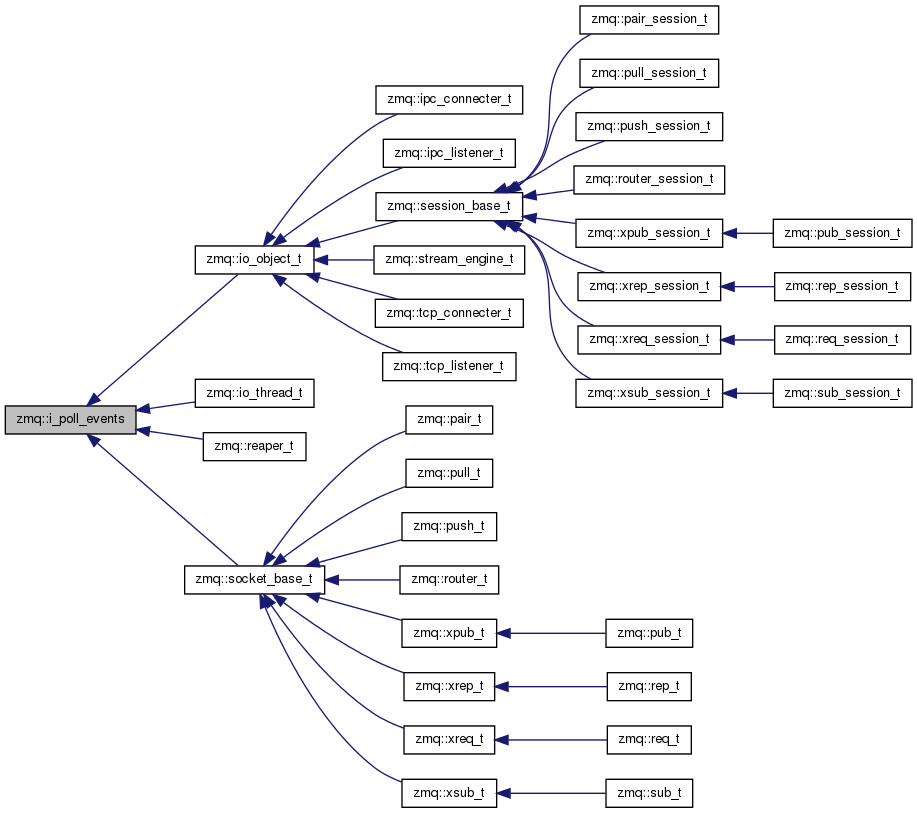 zmq::pair_session_t
zmq::pull_session_t
zmq::ipc_connecter_t
zmq::push_session_t
zmq::ipc_listener_t
zmq::router_session_t
zmq::session_base_t
zmq::xpub_session_t
zmq::pub_session_t
zmq::io_object_t
zmq::stream_engine_t
zmq::xrep_session_t
zmq::rep_session_t
zmq::tcp_connecter_t
zmq::xreq_session_t
zmq::req_session_t
zmq::tcp_listener_t
zmq::io_thread_t
zmq::xsub_session_t
zmq::sub_session_t
zmq::i_poll_events
zmq::pair_t
zmq::reaper_t
zmq::pull_t
zmq::push_t
zmq::socket_base_t
zmq::router_t
zmq::xpub_t
zmq::pub_t
zmq::xrep_t
zmq::rep_t
zmq::xreq_t
zmq::req_t
zmq::xsub_t
zmq::sub_t